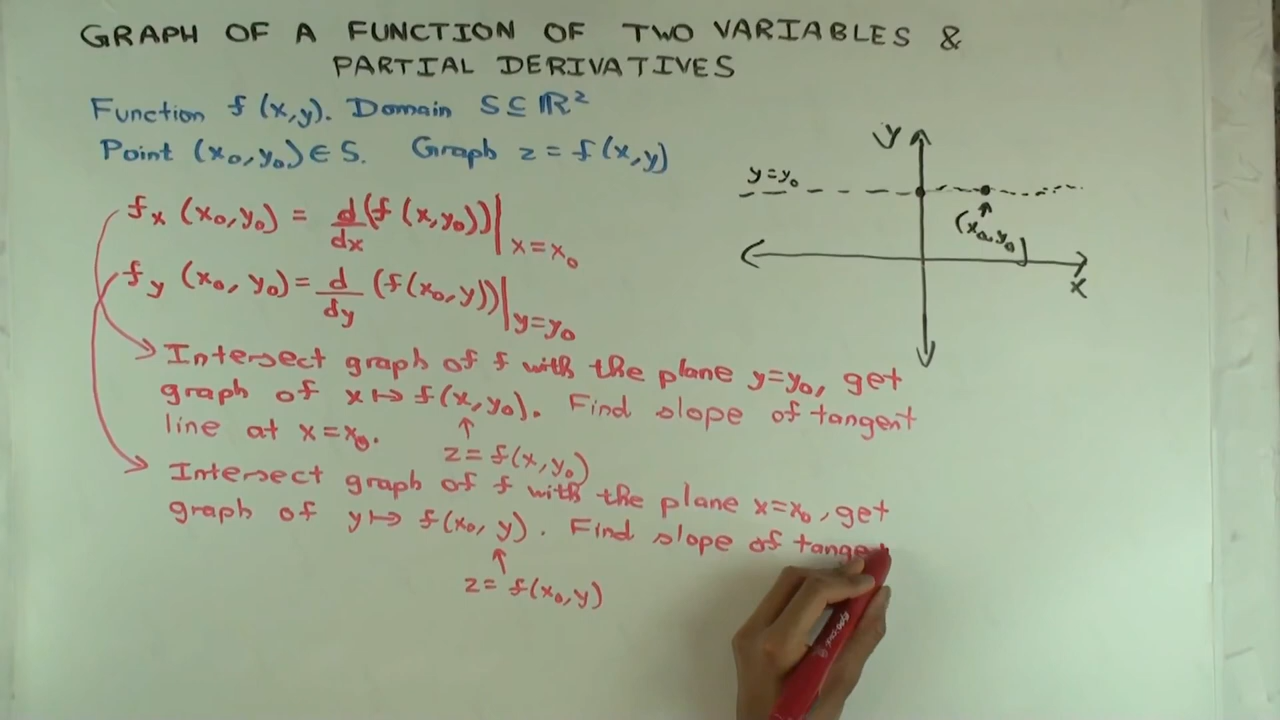 GRAPH OF A FUNCTION OF TWO VARIABLES &
PARTIAL DERIVATIVES
Function f(x,y). Domain S⊆ℝ²
Point (x₀,y₀)∈S. Graph z=f(x,y)
fₓ(x₀,y₀) = d/dx (f(x,y₀))|ₓ₌ₓ₀
f_y(x₀,y₀) = d/dy (f(x₀,y))|_y=y₀
Intersect graph of f with the plane y=y₀, get
graph of x↦f(x,y₀). Find slope of tangent
line at x=x₀.
↑
z=f(x,y₀)
Intersect graph of f with the plane x=x₀, get
graph of y↦f(x₀,y). Find slope of tange
↑
z=f(x₀,y)
y
y=y₀
(x₀,y₀)
x